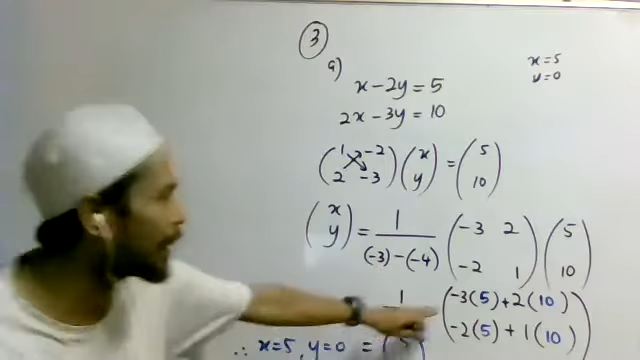 3
a)
x = 5
y = 0
x - 2y = 5
2x - 3y = 10
( 1 -2 ; 2 -3 ) ( x ; y ) = ( 5 ; 10 )
( x ; y ) = 1 / (-3) - (-4) ( -3 2 ; -2 1 ) ( 5 ; 10 )
1 ( -3(5) + 2(10) ; -2(5) + 1(10) )
∴ x = 5, y = 0 = ( 5